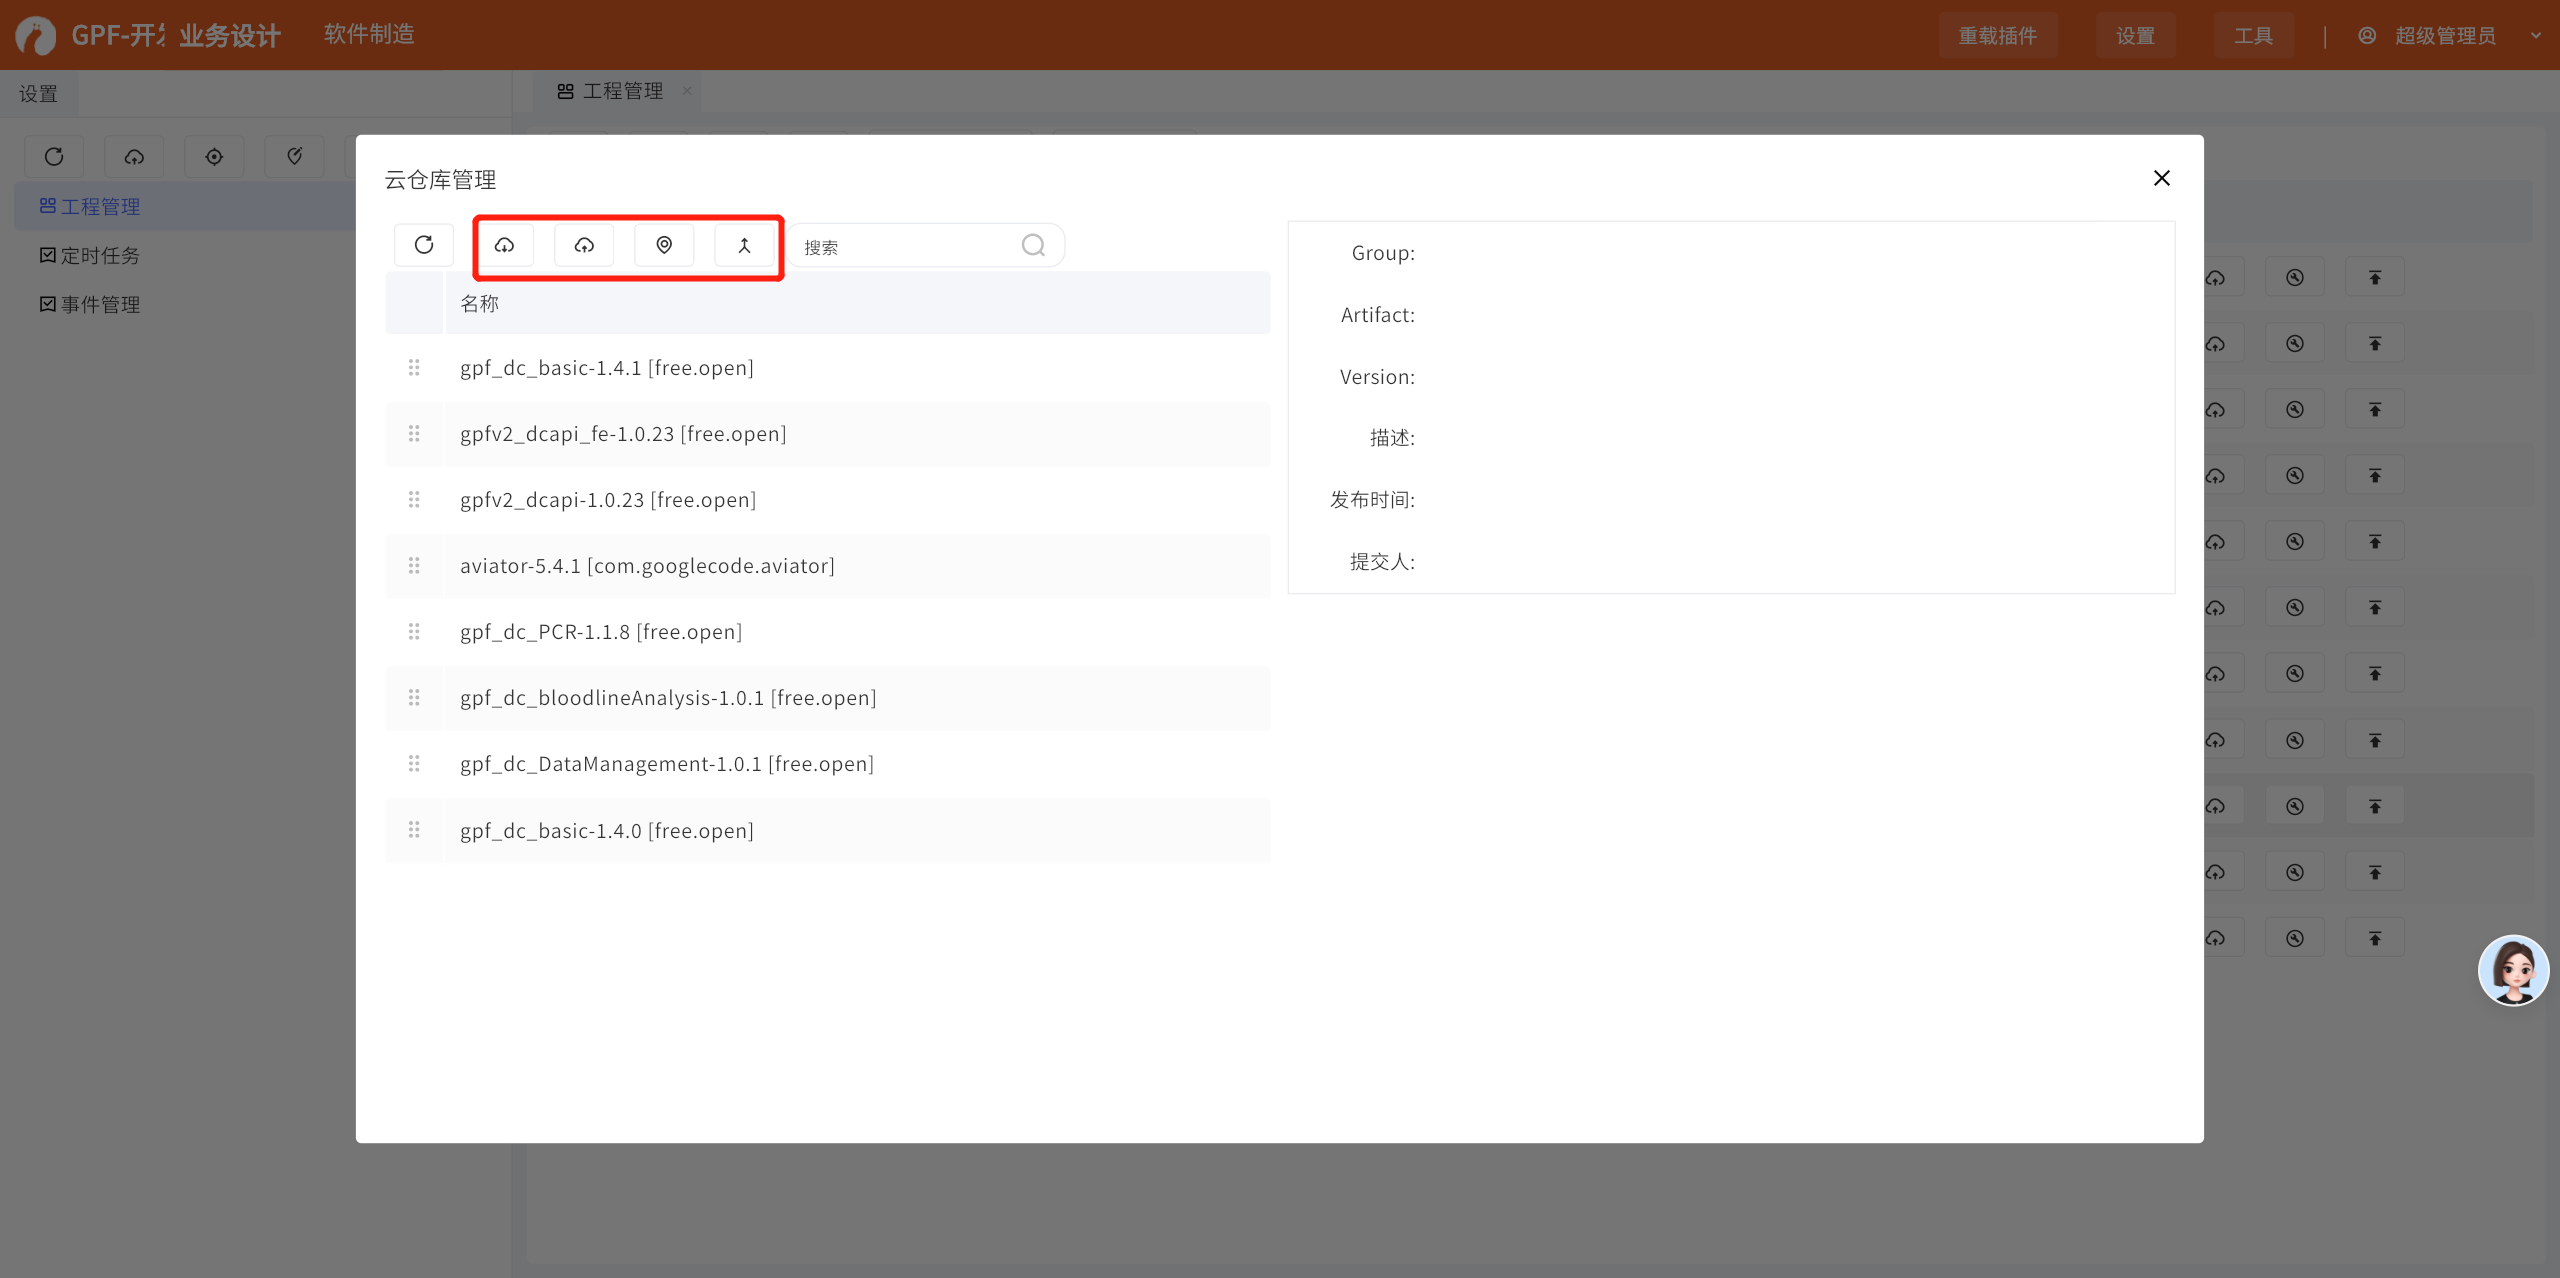 GPF-开发 业务设计 软件制造 重载插件 设置 工具 | 超级管理员
设置
工程管理
工程管理
定时任务
事件管理
云仓库管理
搜索
名称
gpf_dc_basic-1.4.1 [free.open]
gpfv2_dcapi_fe-1.0.23 [free.open]
gpfv2_dcapi-1.0.23 [free.open]
aviator-5.4.1 [com.googlecode.aviator]
gpf_dc_PCR-1.1.8 [free.open]
gpf_dc_bloodlineAnalysis-1.0.1 [free.open]
gpf_dc_DataManagement-1.0.1 [free.open]
gpf_dc_basic-1.4.0 [free.open]
Group:
Artifact:
Version:
描述:
发布时间:
提交人: